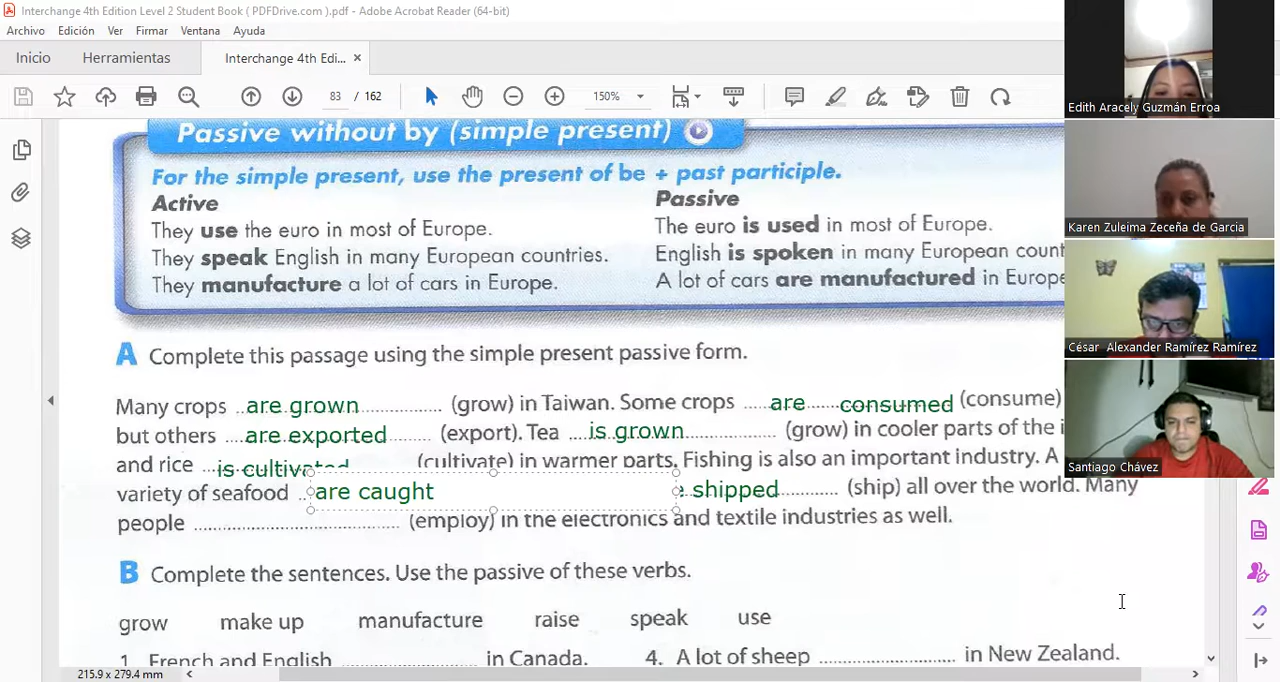 Interchange 4th Edition Level 2 Student Book ( PDFDrive.com ).pdf - Adobe Acrobat Reader (64-bit)
Archivo Edición Ver Firmar Ventana Ayuda
Inicio Herramientas Interchange 4th Edi... ×
83 / 162 150%
Passive without by (simple present)
For the simple present, use the present of be + past participle.
Active Passive
They use the euro in most of Europe. The euro is used in most of Europe.
They speak English in many European countries. English is spoken in many European count
They manufacture a lot of cars in Europe. A lot of cars are manufactured in Europe
A Complete this passage using the simple present passive form.
Many crops are grown (grow) in Taiwan. Some crops are consumed (consume)
but others are exported (export). Tea is grown (grow) in cooler parts of the i
and rice is cultivated (cultivate) in warmer parts. Fishing is also an important industry. A
variety of seafood are caught shipped (ship) all over the world. Many
people (employ) in the electronics and textile industries as well.
B Complete the sentences. Use the passive of these verbs.
grow make up manufacture raise speak use
1. French and English in Canada. 4. A lot of sheep in New Zealand.
215.9 x 279.4 mm
Edith Aracely Guzmán Erroa
Karen Zuleima Zeceña de Garcia
César Alexander Ramírez Ramírez
Santiago Chávez